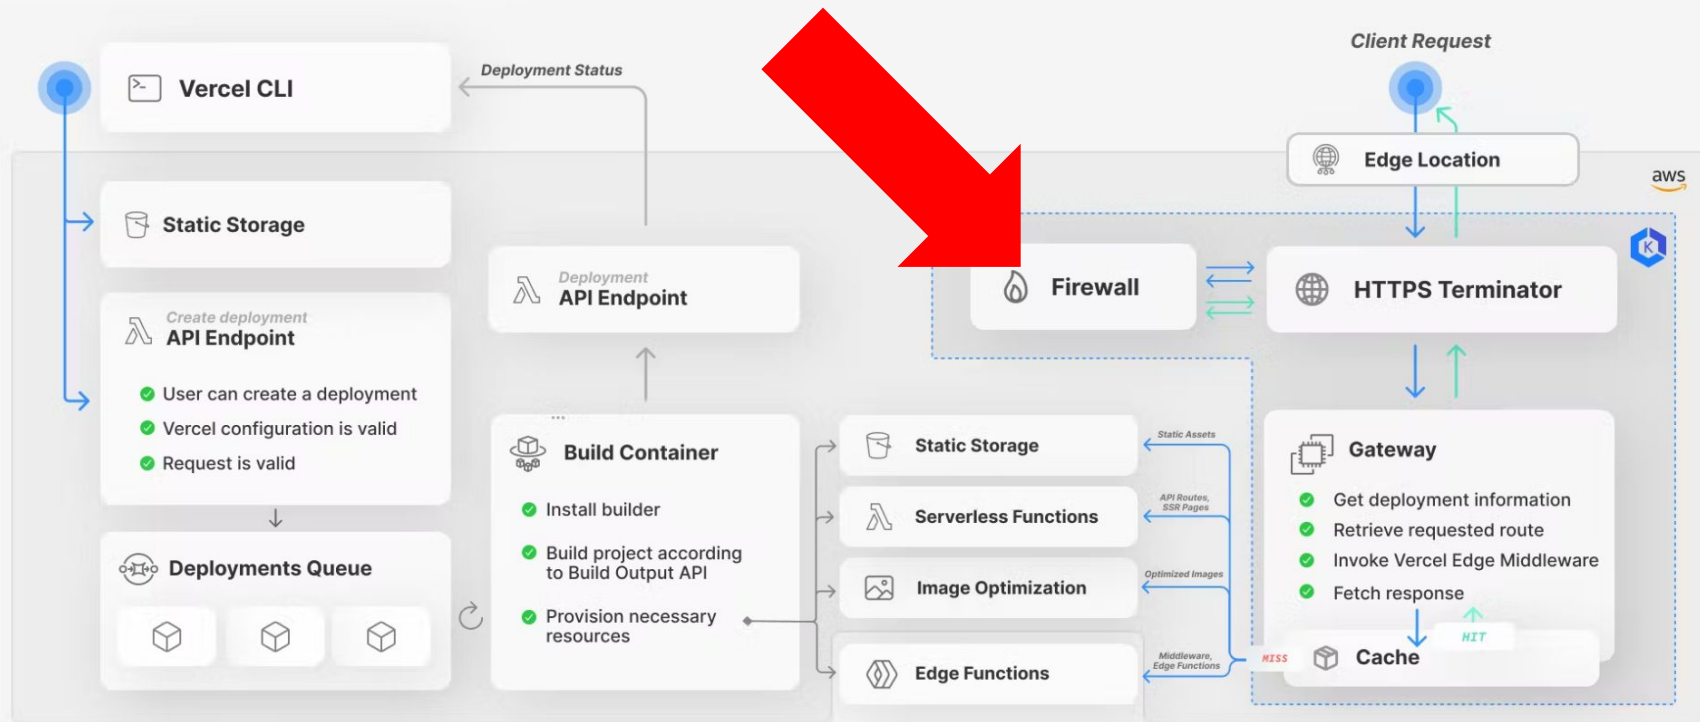 Vercel CLI
Deployment Status
Client Request
Edge Location
aws
Static Storage
Create deployment
API Endpoint
User can create a deployment
Vercel configuration is valid
Request is valid
Deployments Queue
Deployment
API Endpoint
Build Container
Install builder
Build project according
to Build Output API
Provision necessary
resources
Static Storage
Serverless Functions
Image Optimization
Edge Functions
Static Assets
API Routes,
SSR Pages
Optimized Images
Middleware,
Edge Functions
Firewall
HTTPS Terminator
K
Gateway
Get deployment information
Retrieve requested route
Invoke Vercel Edge Middleware
Fetch response
HIT
MISS
Cache